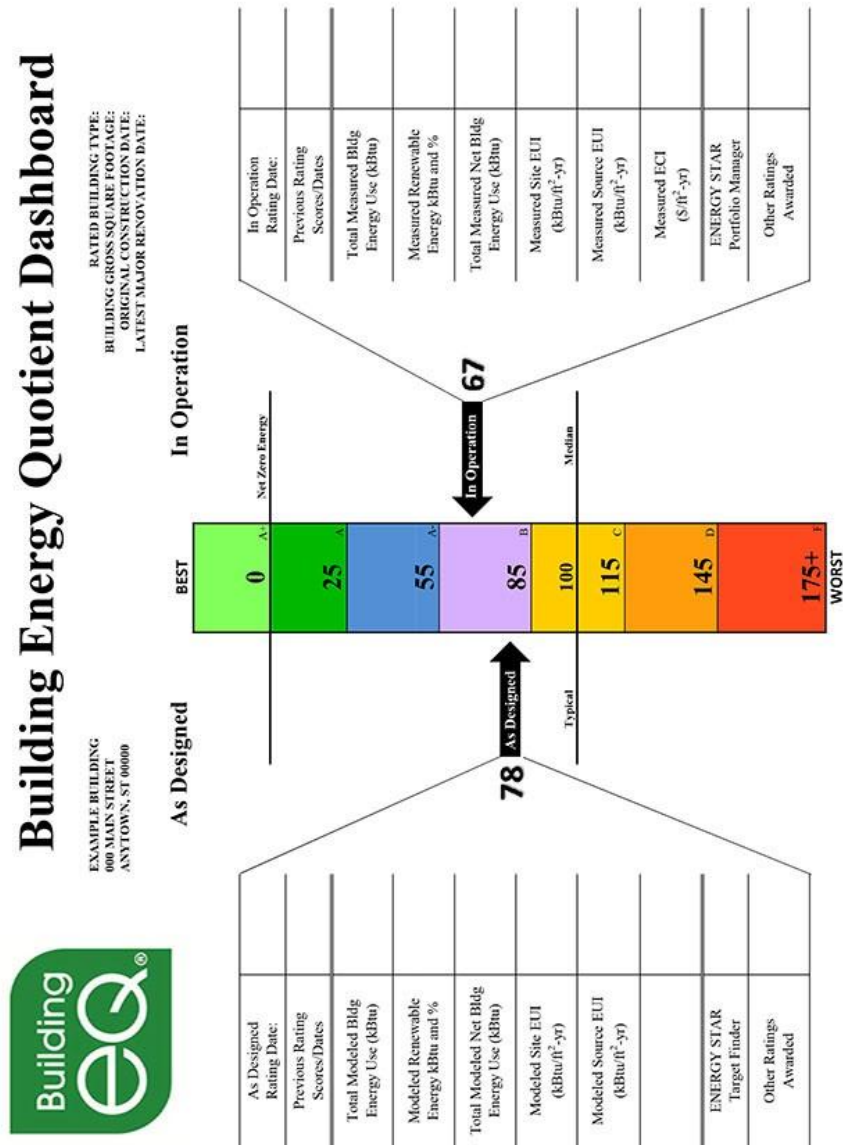 Building
eQ®
Building Energy Quotient Dashboard
EXAMPLE BUILDING
000 MAIN STREET
ANYTOWN, ST 00000
RATED BUILDING TYPE:
BUILDING GROSS SQUARE FOOTAGE:
ORIGINAL CONSTRUCTION DATE:
LATEST MAJOR RENOVATION DATE:
As Designed
In Operation
As Designed
Rating Date:
Previous Rating
Scores/Dates
Total Modeled Bldg
Energy Use (kBtu)
Modeled Renewable
Energy kBtu and %
Total Modeled Net Bldg
Energy Use (kBtu)
Modeled Site EUI
(kBtu/ft²-yr)
Modeled Source EUI
(kBtu/ft²-yr)
ENERGY STAR
Target Finder
Other Ratings
Awarded
78
As Designed
Typical
BEST
0 A+
25 A
55 A-
85 B
100
115 C
145 D
175+ F
WORST
Net Zero Energy
In Operation
67
Median
In Operation
Rating Date:
Previous Rating
Scores/Dates
Total Measured Bldg
Energy Use (kBtu)
Measured Renewable
Energy kBtu and %
Total Measured Net Bldg
Energy Use (kBtu)
Measured Site EUI
(kBtu/ft²-yr)
Measured Source EUI
(kBtu/ft²-yr)
Measured ECI
($/ft²-yr)
ENERGY STAR
Portfolio Manager
Other Ratings
Awarded